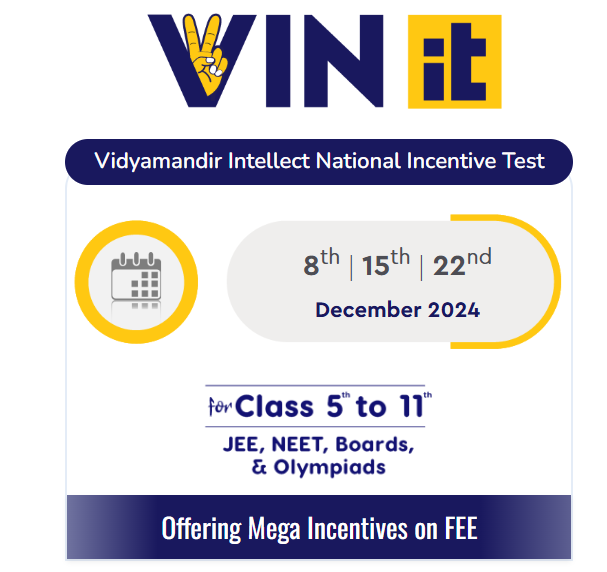 VIN it
Vidyamandir Intellect National Incentive Test
8th | 15th | 22nd
December 2024
for Class 5th to 11th
JEE, NEET, Boards,
& Olympiads
Offering Mega Incentives on FEE